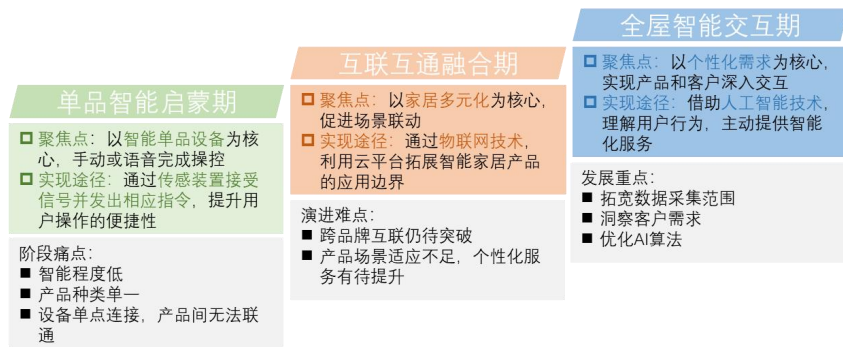 单品智能启蒙期
聚焦点：以智能单品设备为核
心，手动或语音完成操控
实现途径：通过传感装置接受
信号并发出相应指令，提升用
户操作的便捷性
阶段痛点：
智能程度低
产品种类单一
设备单点连接，产品间无法联
通
互联互通融合期
聚焦点：以家居多元化为核心，
促进场景联动
实现途径：通过物联网技术，
利用云平台拓展智能家居产品
的应用边界
演进难点：
跨品牌互联仍待突破
产品场景适应不足，个性化服
务有待提升
全屋智能交互期
聚焦点：以个性化需求为核心，
实现产品和客户深入交互
实现途径：借助人工智能技术，
理解用户行为，主动提供智能
化服务
发展重点：
拓宽数据采集范围
洞察客户需求
优化AI算法